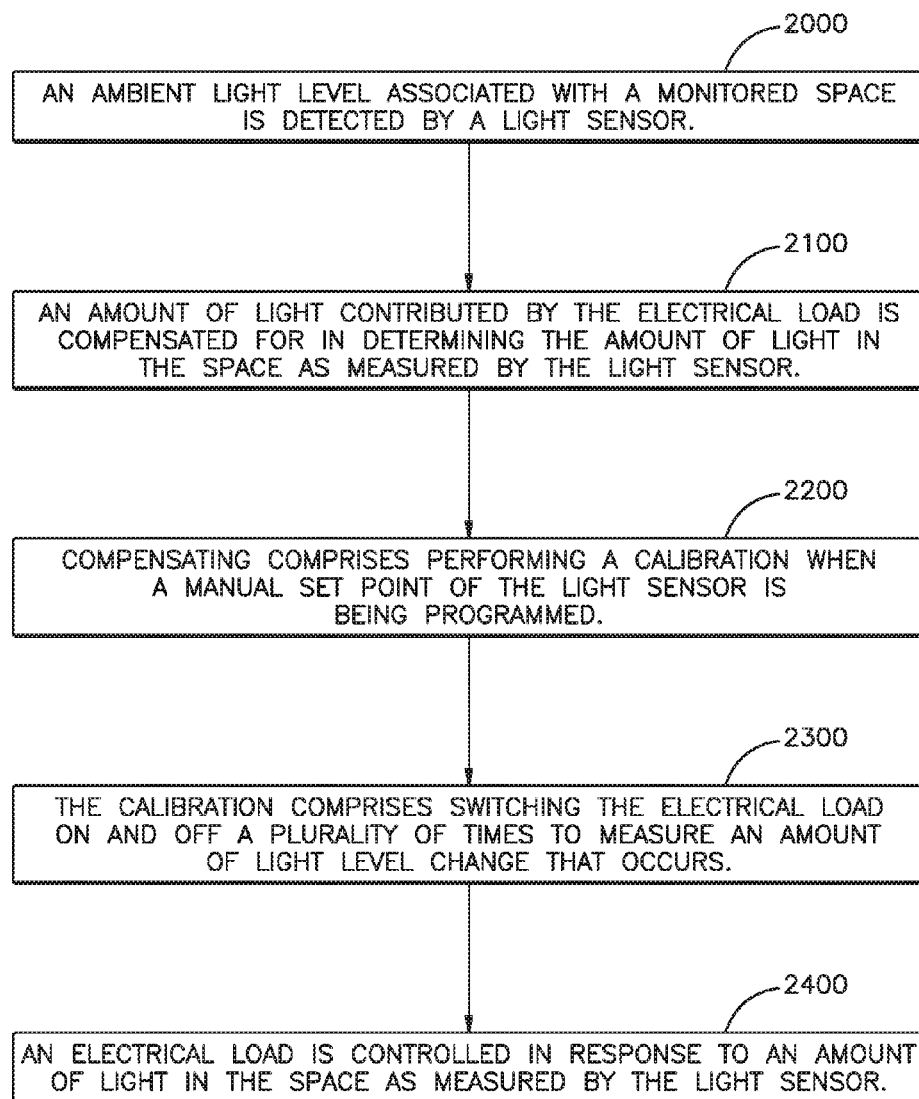 2000
AN AMBIENT LIGHT LEVEL ASSOCIATED WITH A MONITORED SPACE
IS DETECTED BY A LIGHT SENSOR.
2100
AN AMOUNT OF LIGHT CONTRIBUTED BY THE ELECTRICAL LOAD IS
COMPENSATED FOR IN DETERMINING THE AMOUNT OF LIGHT IN
THE SPACE AS MEASURED BY THE LIGHT SENSOR.
2200
COMPENSATING COMPRISES PERFORMING A CALIBRATION WHEN
A MANUAL SET POINT OF THE LIGHT SENSOR IS
BEING PROGRAMMED.
2300
THE CALIBRATION COMPRISES SWITCHING THE ELECTRICAL LOAD
ON AND OFF A PLURALITY OF TIMES TO MEASURE AN AMOUNT
OF LIGHT LEVEL CHANGE THAT OCCURS.
2400
AN ELECTRICAL LOAD IS CONTROLLED IN RESPONSE TO AN AMOUNT
OF LIGHT IN THE SPACE AS MEASURED BY THE LIGHT SENSOR.